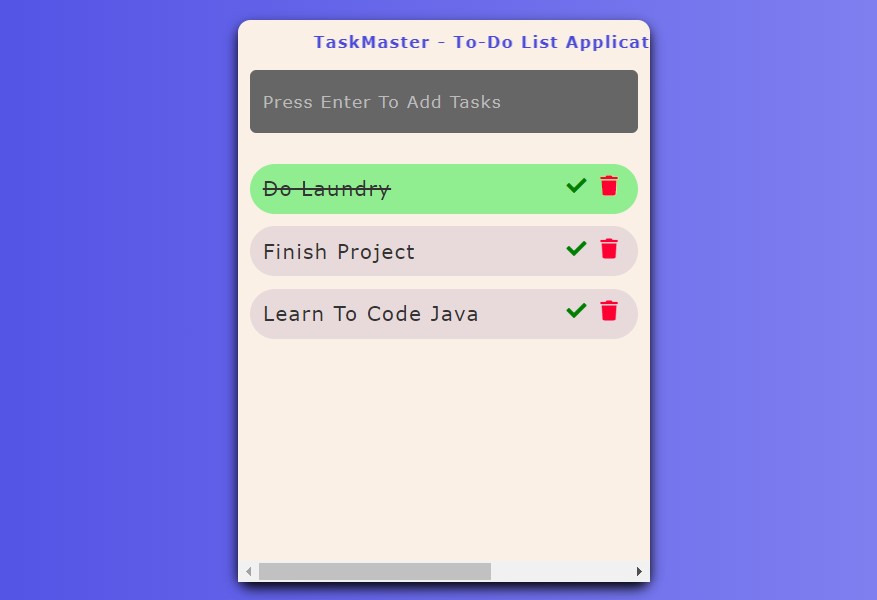 TaskMaster - To-Do List Applicat
Press Enter To Add Tasks
Do Laundry
Finish Project
Learn To Code Java